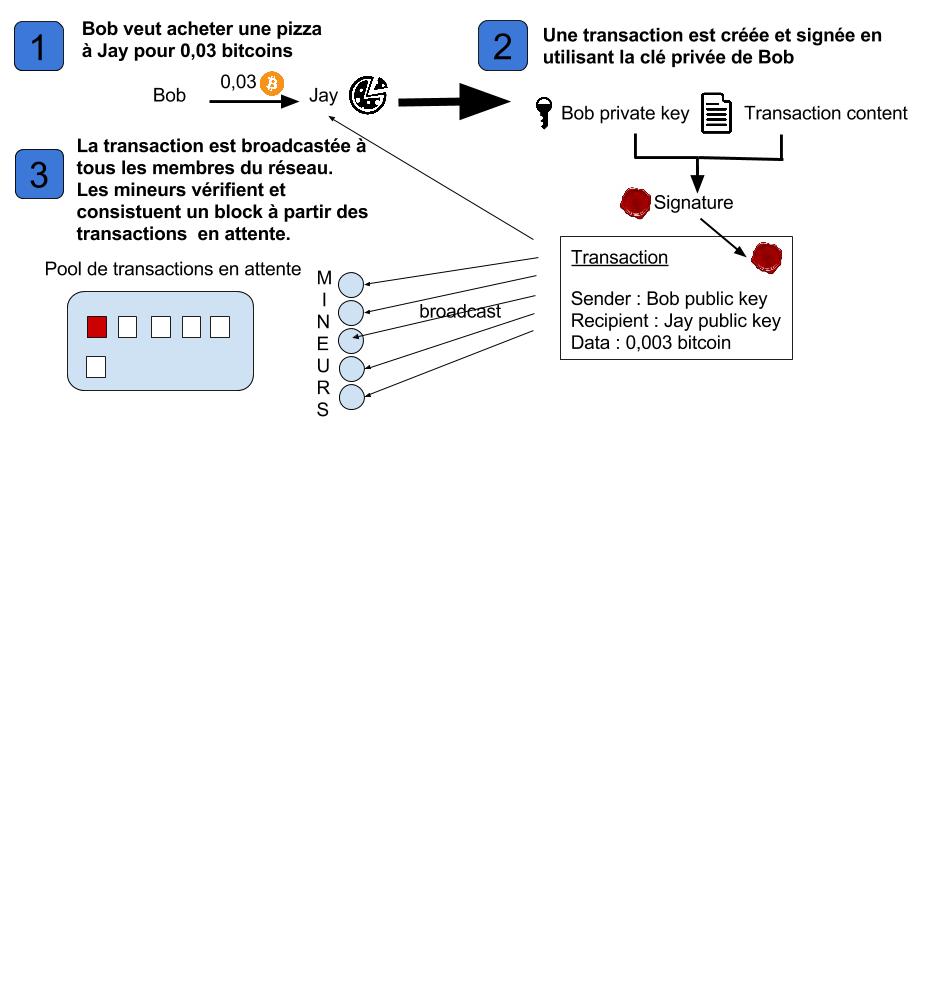 1
Bob veut acheter une pizza
à Jay pour 0,03 bitcoins
Bob
0,03
Jay
2
Une transaction est créée et signée en
utilisant la clé privée de Bob
Bob private key
Transaction content
Signature
Transaction
Sender : Bob public key
Recipient : Jay public key
Data : 0,003 bitcoin
3
La transaction est broadcastée à
tous les membres du réseau.
Les mineurs vérifient et
consistuent un block à partir des
transactions  en attente.
Pool de transactions en attente
M
I
N
E
U
R
S
broadcast